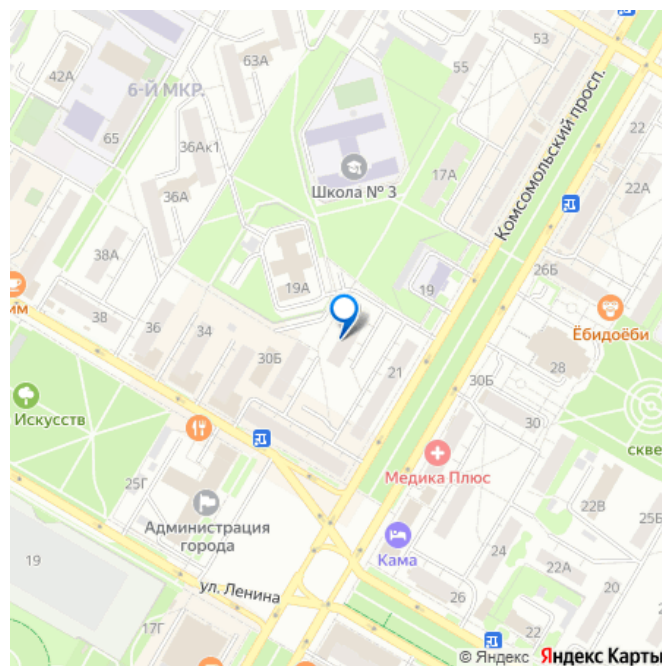 53
63А
42А
55
6-Й МКР.
65
22
Комсомольский просп.
36Ак1
17А
Школа № 3
36А
22А
38А
26Б
19А
19
им
38
36
34
Ёбидоёби
30Б
21
28
30Б
Искусств
30
скве
Медика Плюс
25Г
22В
25Б
Администрация
города
Кама
24
19
22А
20
ул. Ленина
26
17Г
© Яндекс Яндекс Карты